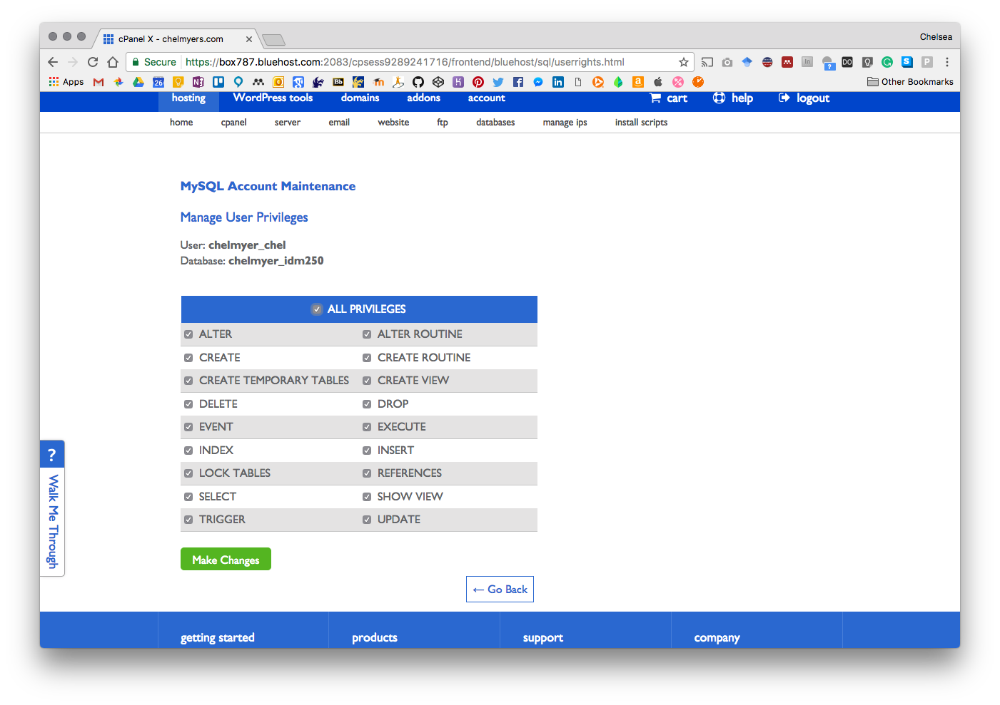 cPanel X - chelmyers.com
Chelsea
Secure https://box787.bluehost.com:2083/cpsess9289241716/frontend/bluehost/sql/userrights.html
Apps
Other Bookmarks
hosting WordPress tools domains addons account cart help logout
home cpanel server email website ftp databases manage ips install scripts
MySQL Account Maintenance
Manage User Privileges
User: chelmyer_chel
Database: chelmyer_idm250
ALL PRIVILEGES
ALTER ALTER ROUTINE
CREATE CREATE ROUTINE
CREATE TEMPORARY TABLES CREATE VIEW
DELETE DROP
EVENT EXECUTE
INDEX INSERT
LOCK TABLES REFERENCES
SELECT SHOW VIEW
TRIGGER UPDATE
Make Changes
← Go Back
? Walk Me Through
getting started products support company